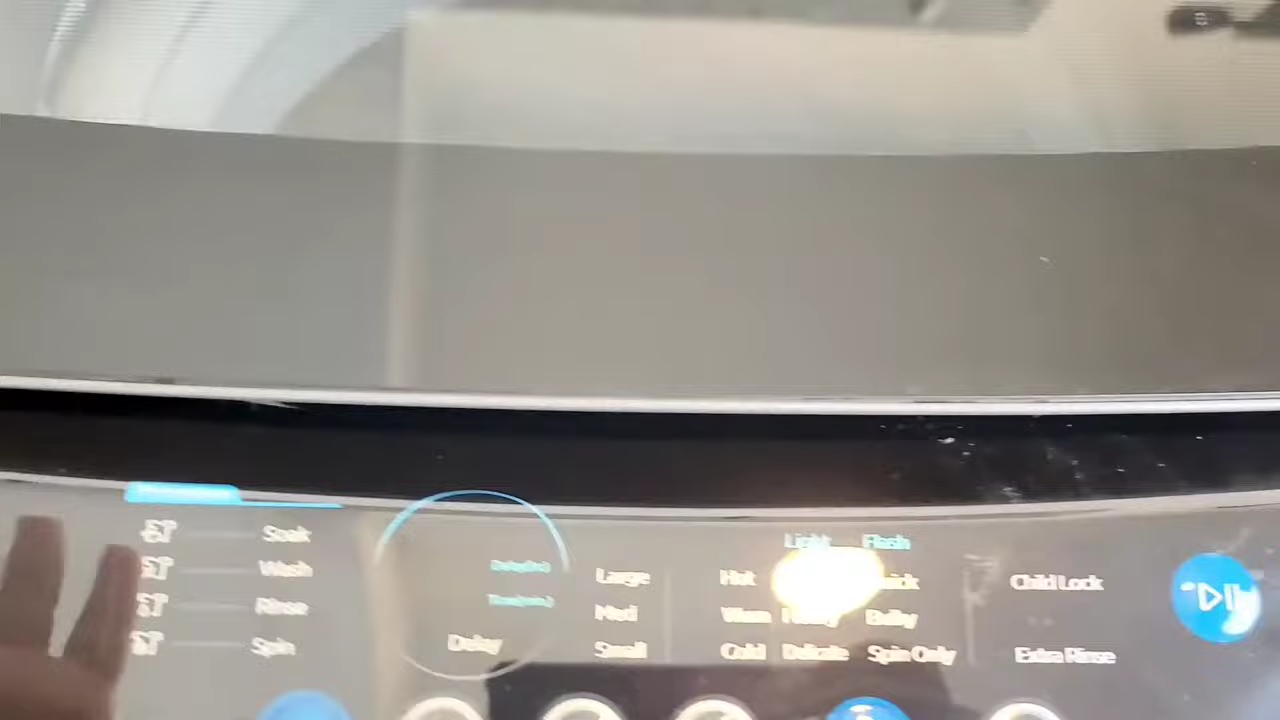 Soak
Wash
Rinse
Spin
Delay
Large
Med
Small
Hot
Warm
Cold
Light
Delicate
Flash
Bulky
Spin Only
Child Lock
Extra Rinse